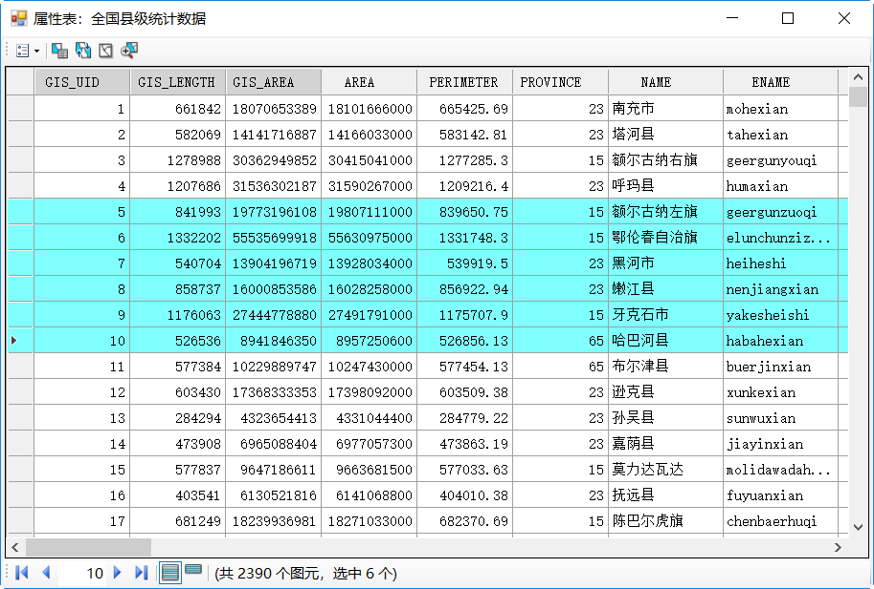 属性表：全国县级统计数据
GIS_UID GIS_LENGTH GIS_AREA AREA PERIMETER PROVINCE NAME ENAME
1 661842 18070653389 18101666000 665425.69 23 南充市 mohexian
2 582069 14141716887 14166033000 583142.81 23 塔河县 tahexian
3 1278988 30362949852 30415041000 1277285.3 15 额尔古纳右旗 geergunyouqi
4 1207686 31536302187 31590267000 1209216.4 23 呼玛县 humaxian
5 841993 19773196108 19807111000 839650.75 15 额尔古纳左旗 geergunzuoqi
6 1332202 55535699918 55630975000 1331748.3 15 鄂伦春自治旗 elunchunziz...
7 540704 13904196719 13928034000 539919.5 23 黑河市 heiheshi
8 858737 16000853586 16028258000 856922.94 23 嫩江县 nenjiangxian
9 1176063 27444778880 27491791000 1175707.9 15 牙克石市 yakesheishi
10 526536 8941846350 8957250600 526856.13 65 哈巴河县 habahexian
11 577384 10229889747 10247430000 577454.13 65 布尔津县 buerjinxian
12 603430 17368333353 17398092000 603509.38 23 逊克县 xunkexian
13 284294 4323654413 4331044400 284779.22 23 孙吴县 sunwuxian
14 473908 6965088404 6977057300 473863.19 23 嘉荫县 jiayinxian
15 577837 9647186611 9663681500 577033.63 15 莫力达瓦达 molidawadah...
16 403541 6130521816 6141068800 404010.38 23 抚远县 fuyuanxian
17 681249 18239936981 18271033000 682370.69 15 陈巴尔虎旗 chenbaerhuqi
10 (共 2390 个图元，选中 6 个)